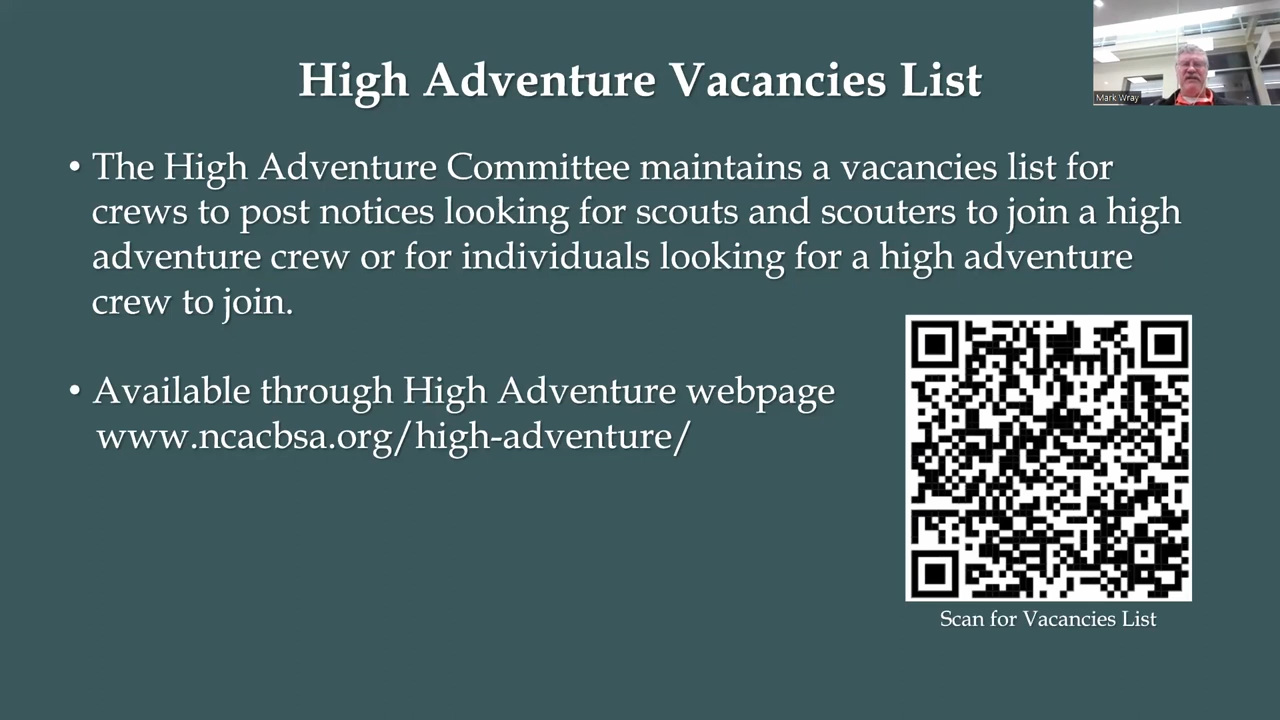 High Adventure Vacancies List
Mark Wray
• The High Adventure Committee maintains a vacancies list for
crews to post notices looking for scouts and scouters to join a high
adventure crew or for individuals looking for a high adventure
crew to join.
• Available through High Adventure webpage
www.ncacbsa.org/high-adventure/
Scan for Vacancies List